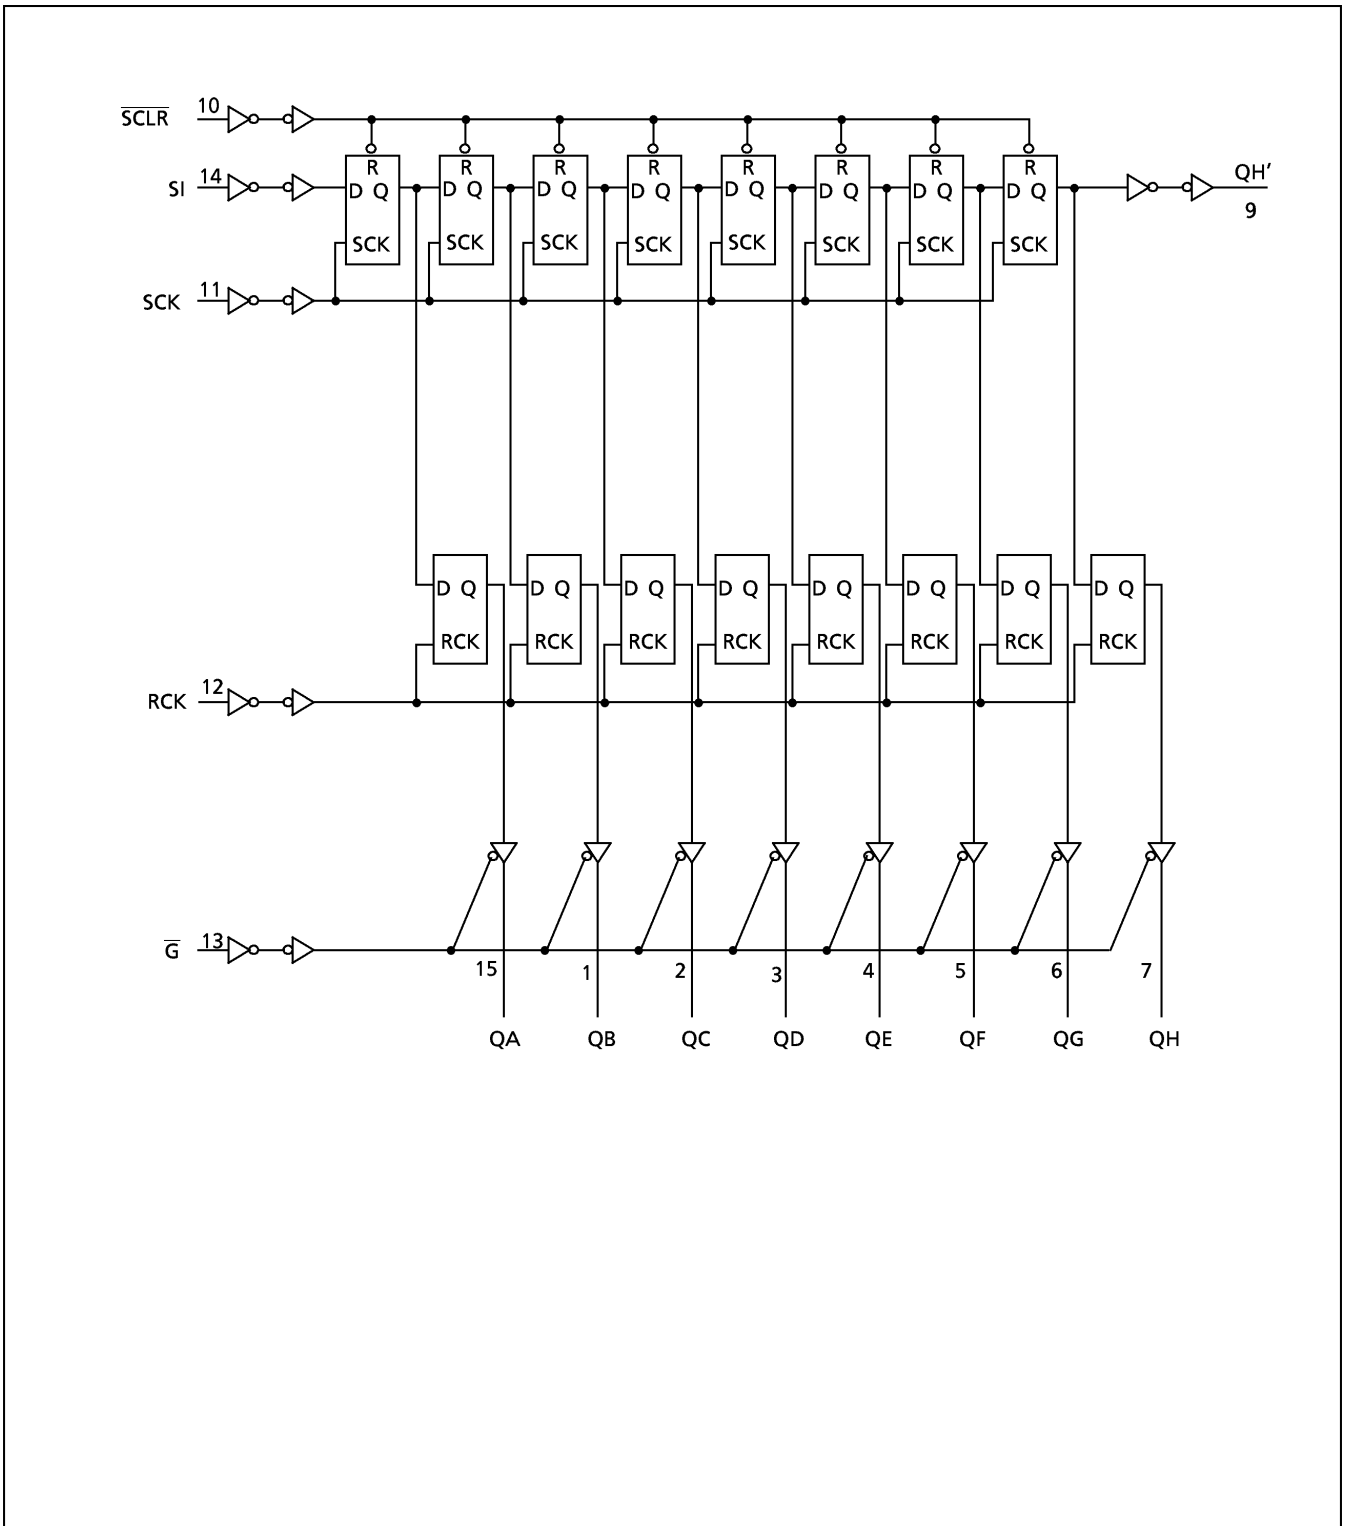 SCLR 10
R R R R R R R R
SI 14 D Q D Q D Q D Q D Q D Q D Q D Q QH’
9
SCK SCK SCK SCK SCK SCK SCK SCK
SCK 11
D Q D Q D Q D Q D Q D Q D Q D Q
RCK RCK RCK RCK RCK RCK RCK RCK
RCK 12
G 13
15 1 2 3 4 5 6 7
QA QB QC QD QE QF QG QH